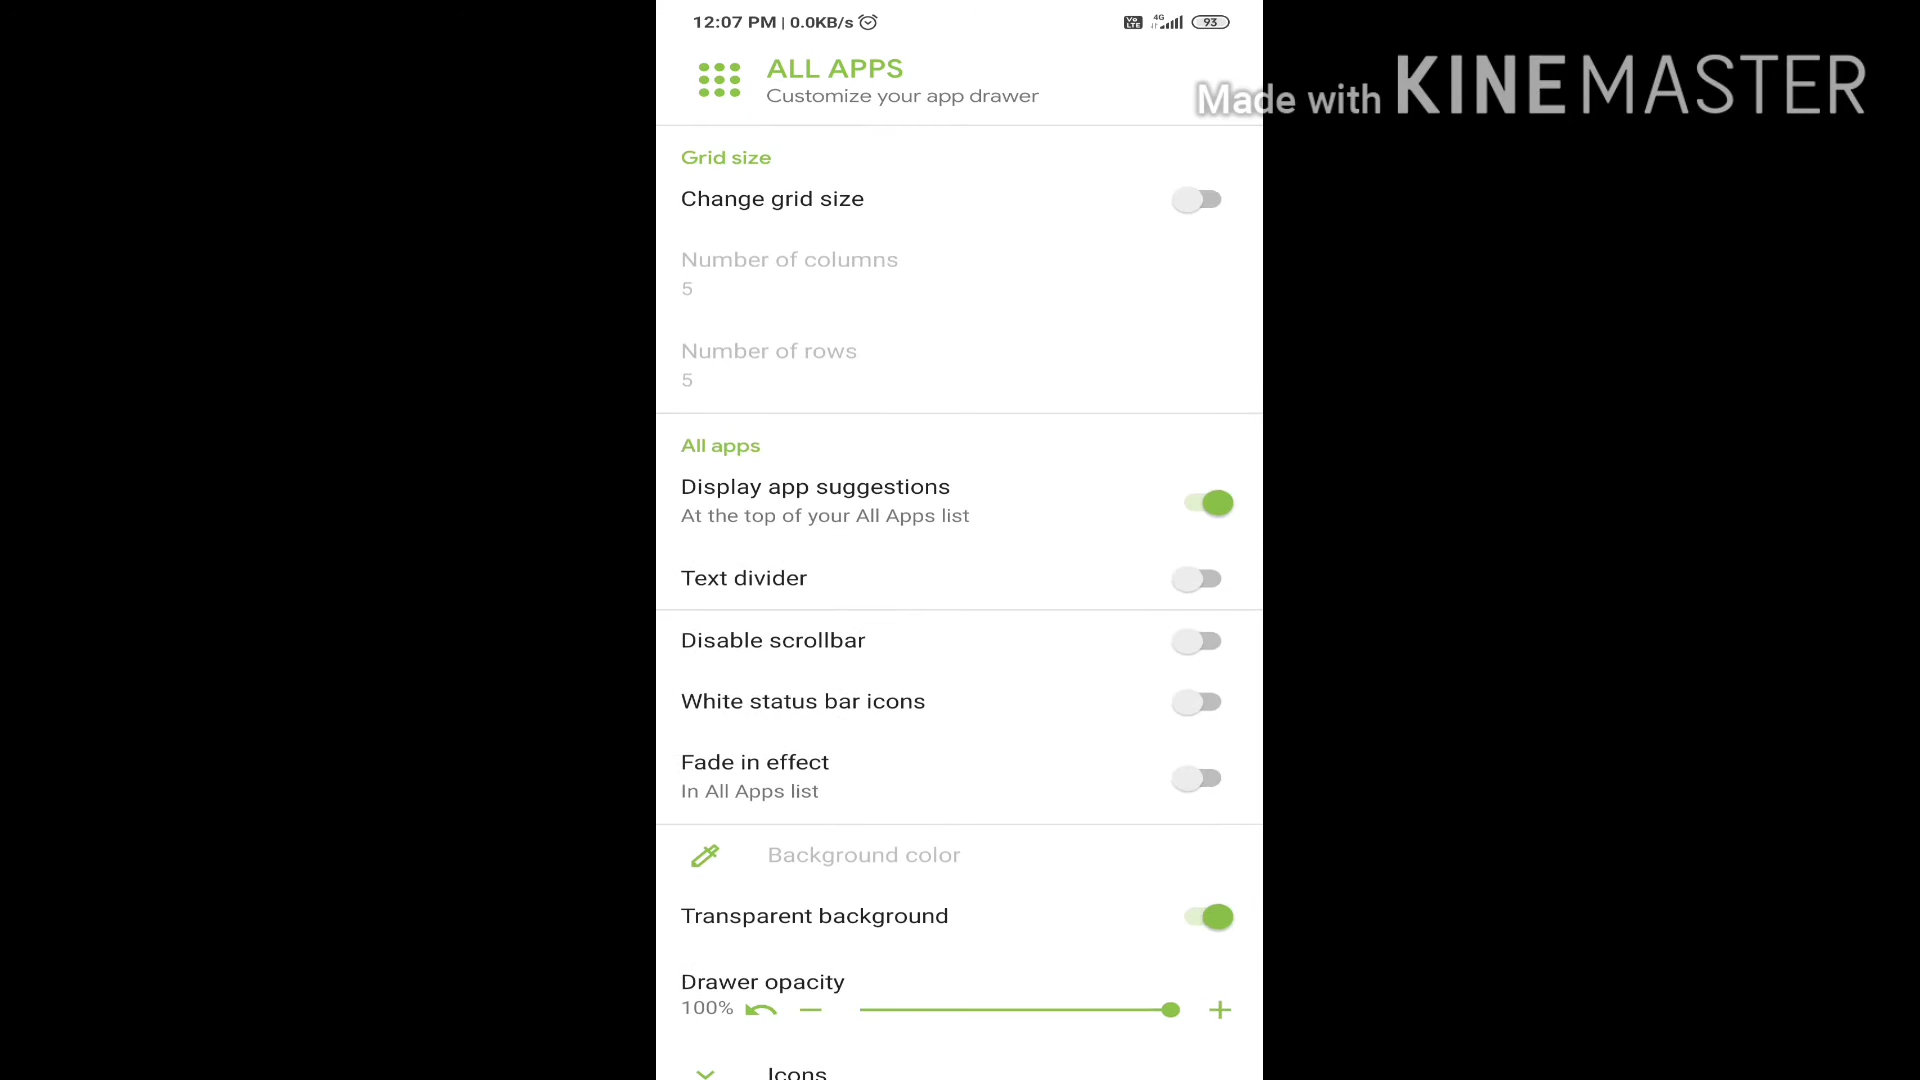 12:07 PM | 0.0KB/s
Vo LTE 4G 93
ALL APPS
Customize your app drawer
Made with KINEMASTER
Grid size
Change grid size
Number of columns
5
Number of rows
5
All apps
Display app suggestions
At the top of your All Apps list
Text divider
Disable scrollbar
White status bar icons
Fade in effect
In All Apps list
Background color
Transparent background
Drawer opacity
100%
Icons